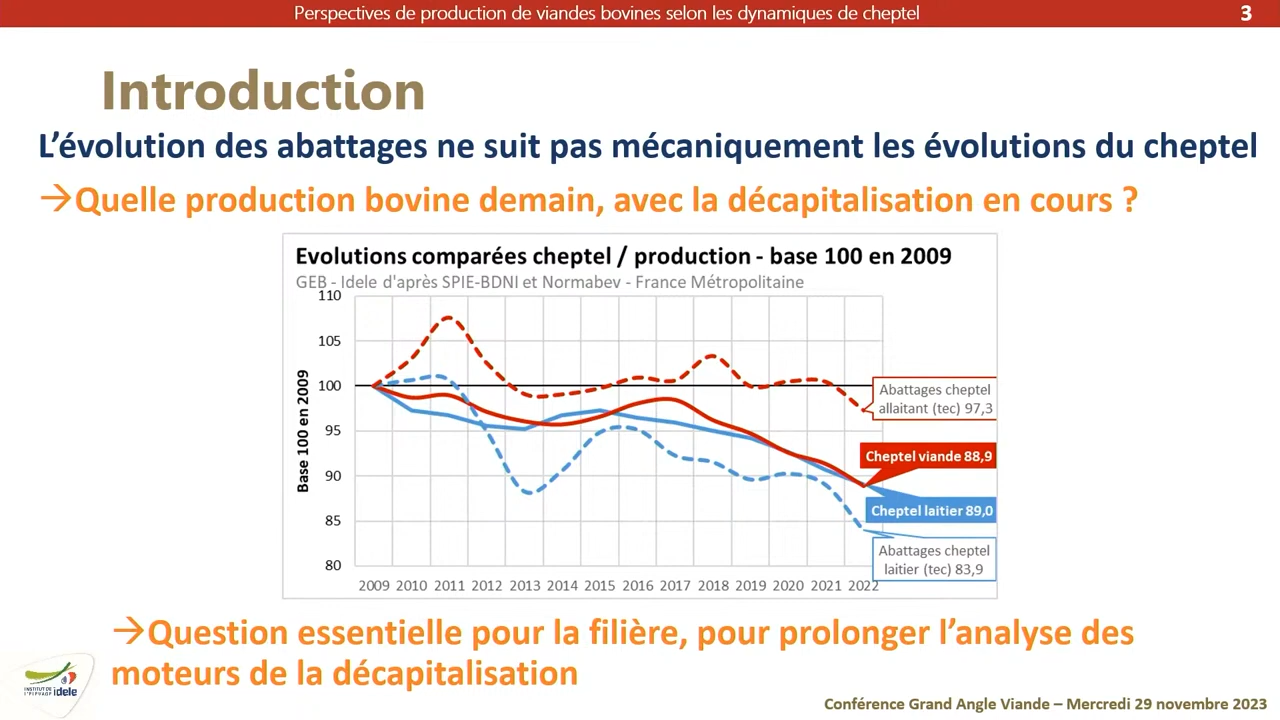 Perspectives de production de viandes bovines selon les dynamiques de cheptel
3
Introduction
L'évolution des abattages ne suit pas mécaniquement les évolutions du cheptel
→Quelle production bovine demain, avec la décapitalisation en cours ?
Evolutions comparées cheptel / production - base 100 en 2009
GEB - Idele d'après SPIE-BDNI et Normabev - France Métropolitaine
Base 100 en 2009
110
105
100
95
90
85
80
2009 2010 2011 2012 2013 2014 2015 2016 2017 2018 2019 2020 2021 2022
Abattages cheptel
allaitant (tec) 97,3
Cheptel viande 88,9
Cheptel laitier 89,0
Abattages cheptel
laitier (tec) 83,9
→Question essentielle pour la filière, pour prolonger l'analyse des
moteurs de la décapitalisation
INSTITUT DE
L'ELEVAGE idele
Conférence Grand Angle Viande – Mercredi 29 novembre 2023